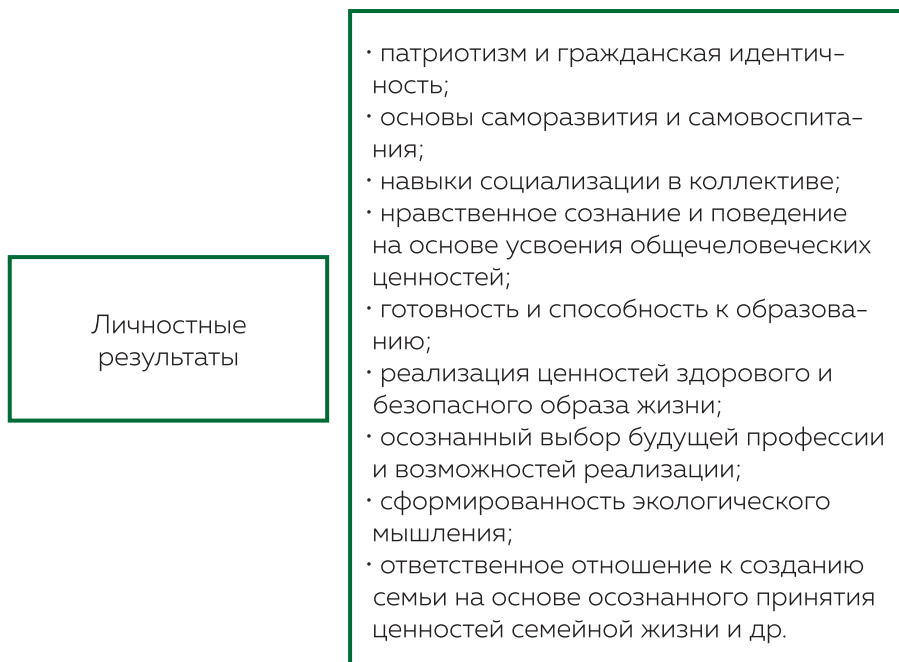 Личностные
результаты
· патриотизм и гражданская идентич-
ность;
· основы саморазвития и самовоспита-
ния;
· навыки социализации в коллективе;
· нравственное сознание и поведение
на основе усвоения общечеловеческих
ценностей;
· готовность и способность к образова-
нию;
· реализация ценностей здорового и
безопасного образа жизни;
· осознанный выбор будущей профессии
и возможностей реализации;
· сформированность экологического
мышления;
· ответственное отношение к созданию
семьи на основе осознанного принятия
ценностей семейной жизни и др.